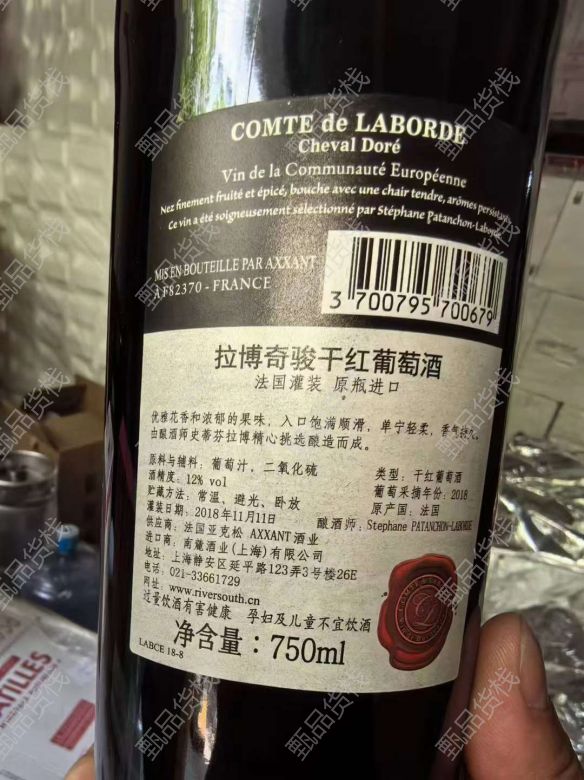 COMTE de LABORDE
Cheval Doré
Vin de la Communauté Européenne
Nez finement fruité et épicé, bouche avec une chair tendre, arômes persistants
Ce vin a été soigneusement sélectionné par Stéphane Patanchon-Laborde
MIS EN BOUTEILLE PAR AXXANT
A F82370 - FRANCE
3 700795 700679
拉博奇骏干红葡萄酒
法国灌装 原瓶进口
优雅花香和浓郁的果味，入口饱满顺滑，单宁轻柔，香气持久。
由酿酒师史蒂芬拉博精心挑选酿造而成。
原料与辅料：葡萄汁、二氧化硫
类型：干红葡萄酒
酒精度：12% vol
葡萄采摘年份：2018
贮藏方法：常温、避光、卧放
原产国：法国
灌装日期：2018年11月11日
酿酒师：Stephane PATANCHON-LABORDE
供应商：法国亚克松 AXXANT 酒业
进口商：南麓酒业(上海)有限公司
地址：上海静安区延平路123弄3号楼26E
电话：021-33661729
网址：www.riversouth.cn
过量饮酒有害健康 孕妇及儿童不宜饮酒
净含量：750ml
LABCE 18-8
ATILLES
甄品货栈